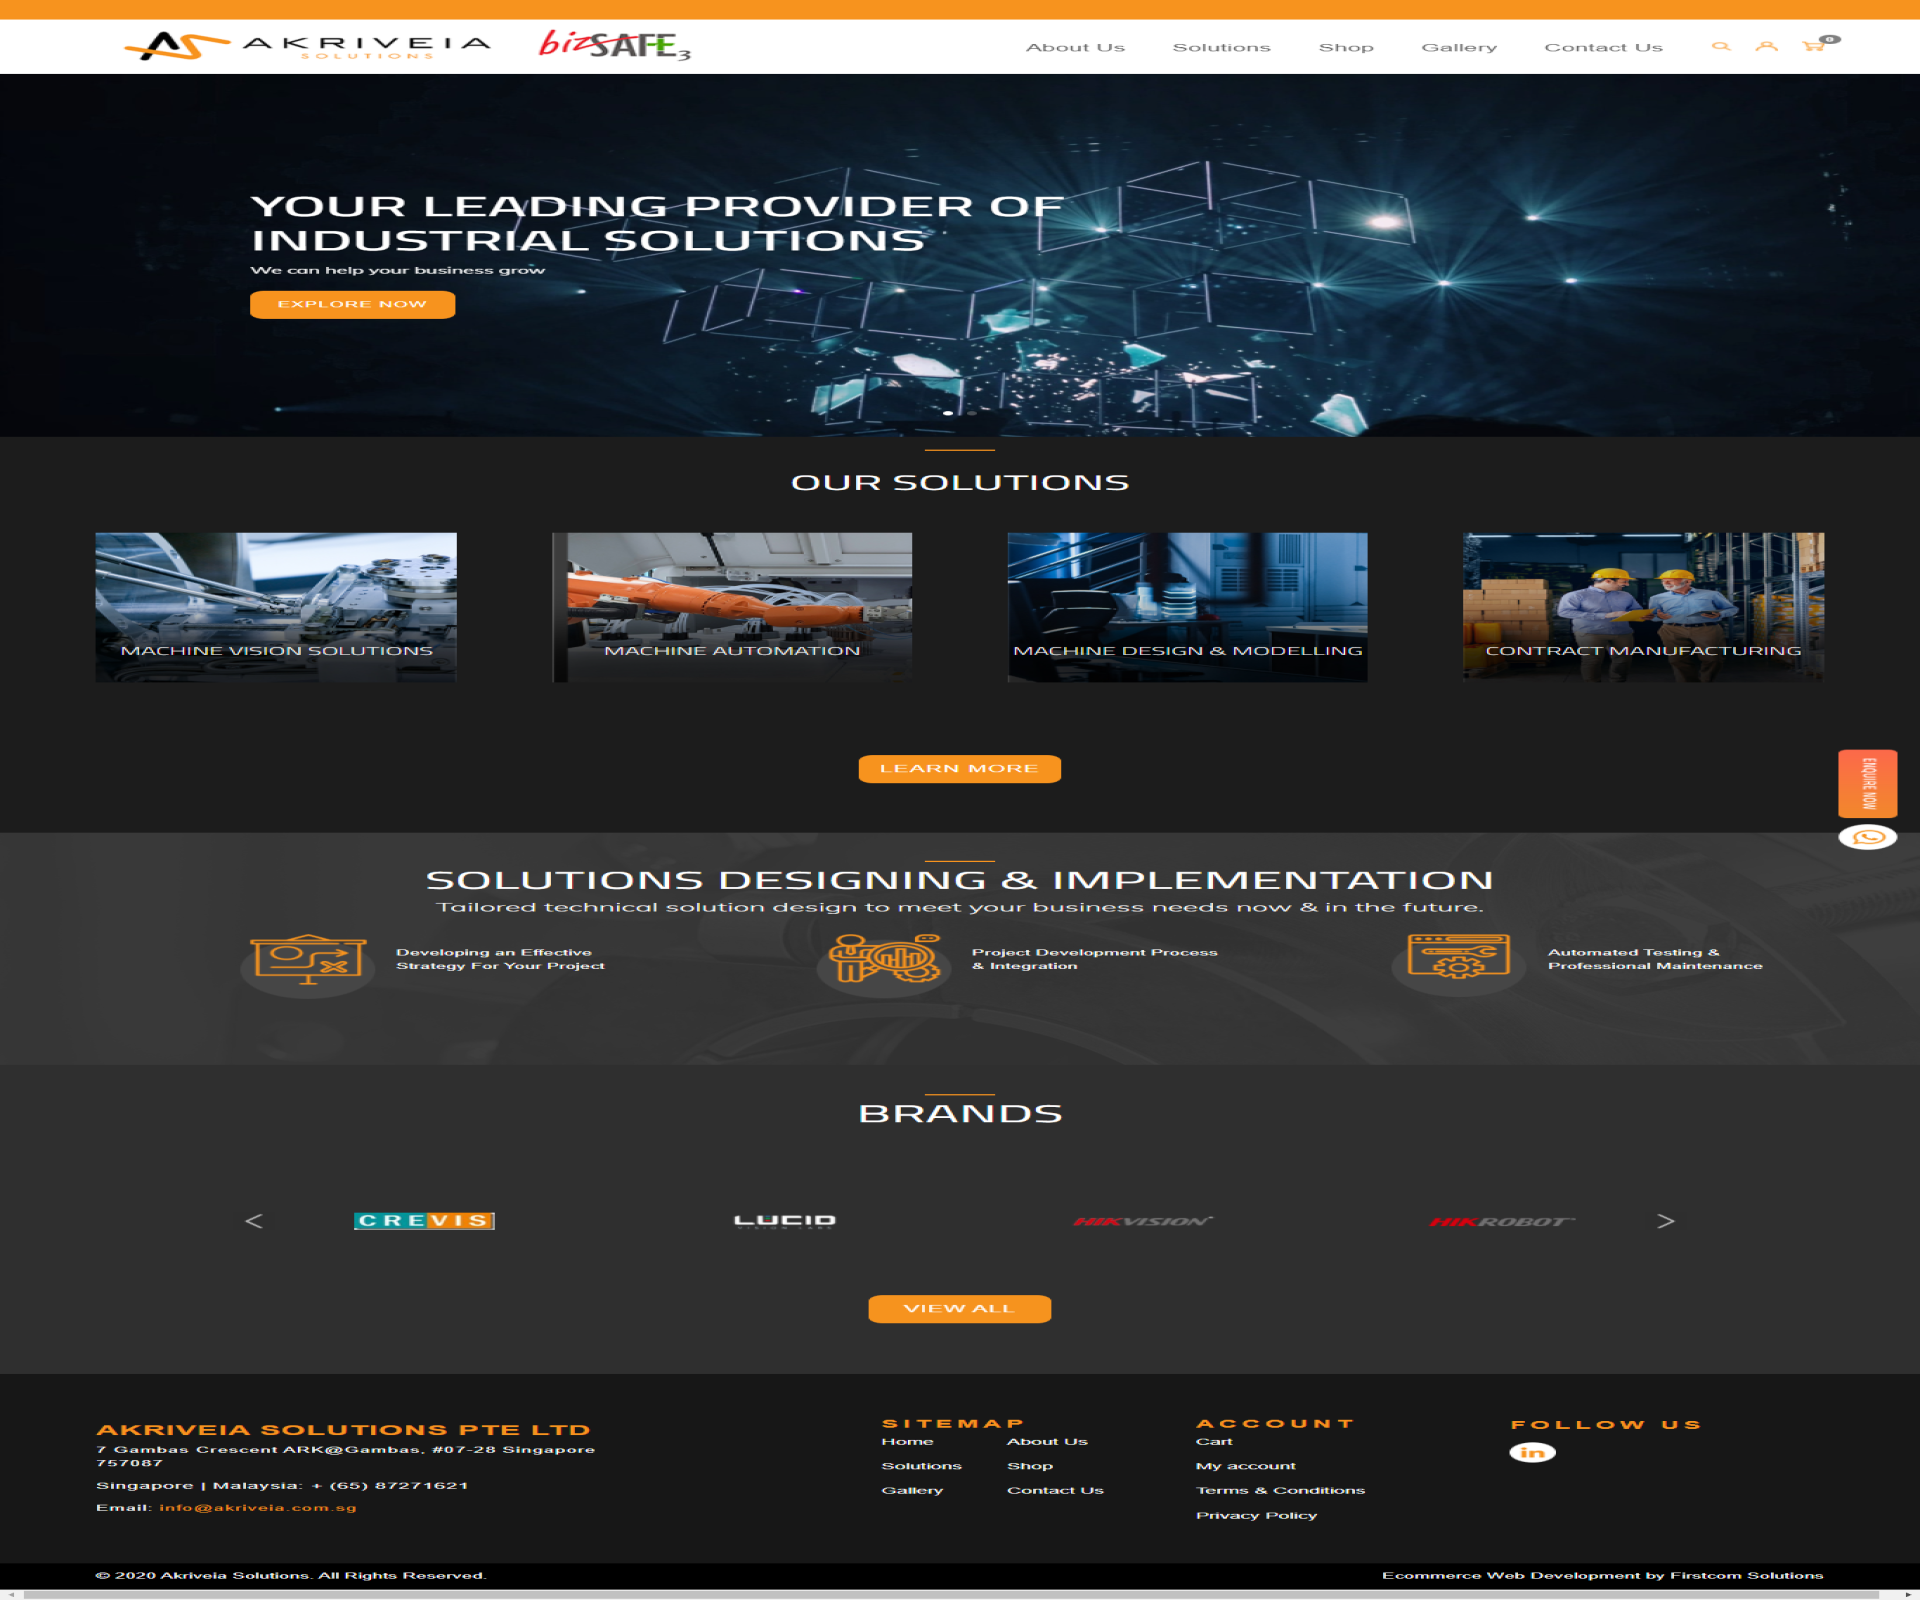 AKRIVEIA
SOLUTIONS
bizSAFE3
About Us
Solutions
Shop
Gallery
Contact Us
0
YOUR LEADING PROVIDER OF
INDUSTRIAL SOLUTIONS
We can help your business grow
EXPLORE NOW
OUR SOLUTIONS
MACHINE VISION SOLUTIONS
MACHINE AUTOMATION
MACHINE DESIGN & MODELLING
CONTRACT MANUFACTURING
LEARN MORE
ENQUIRE NOW
SOLUTIONS DESIGNING & IMPLEMENTATION
Tailored technical solution design to meet your business needs now & in the future.
Developing an Effective
Strategy For Your Project
Project Development Process
& Integration
Automated Testing &
Professional Maintenance
BRANDS
<
CREVIS
LUCID
HIKVISION
HIKROBOT
>
VIEW ALL
AKRIVEIA SOLUTIONS PTE LTD
7 Gambas Crescent ARK@Gambas, #07-28 Singapore
757087
Singapore | Malaysia: + (65) 87271621
Email: info@akriveia.com.sg
SITEMAP
Home
About Us
Solutions
Shop
Gallery
Contact Us
ACCOUNT
Cart
My account
Terms & Conditions
Privacy Policy
FOLLOW US
in
© 2020 Akriveia Solutions. All Rights Reserved.
Ecommerce Web Development by Firstcom Solutions